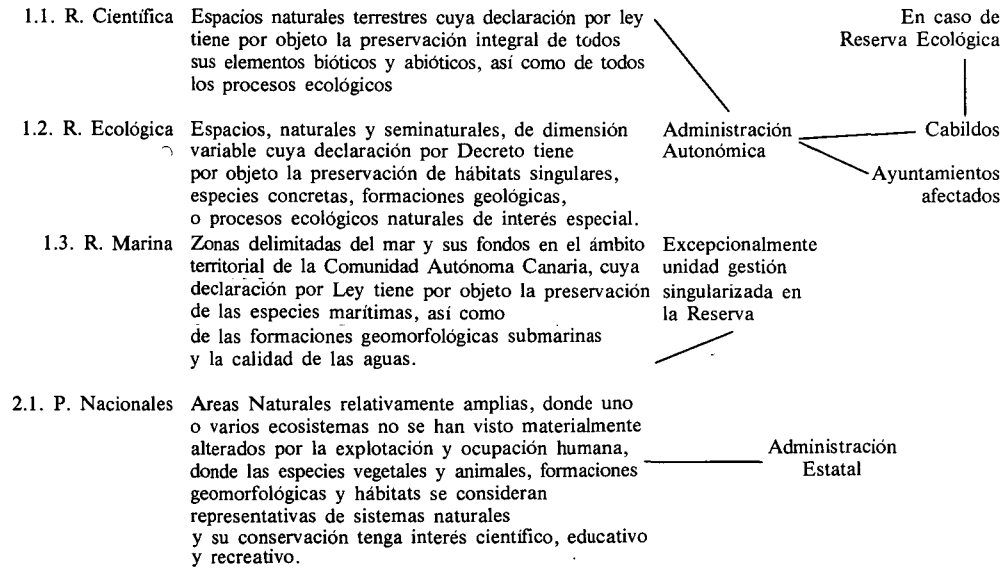 1.1. R. Científica Espacios naturales terrestres cuya declaración por ley
tiene por objeto la preservación integral de todos
sus elementos bióticos y abióticos, así como de todos
los procesos ecológicos
En caso de
Reserva Ecológica
1.2. R. Ecológica Espacios, naturales y seminaturales, de dimensión
variable cuya declaración por Decreto tiene
por objeto la preservación de hábitats singulares,
especies concretas, formaciones geológicas,
o procesos ecológicos naturales de interés especial.
Administración
Autonómica
Cabildos
Ayuntamientos
afectados
1.3. R. Marina Zonas delimitadas del mar y sus fondos en el ámbito
territorial de la Comunidad Autónoma Canaria, cuya
declaración por Ley tiene por objeto la preservación
de las especies marítimas, así como
de las formaciones geomorfológicas submarinas
y la calidad de las aguas.
Excepcionalmente
unidad gestión
singularizada en
la Reserva
2.1. P. Nacionales Areas Naturales relativamente amplias, donde uno
o varios ecosistemas no se han visto materialmente
alterados por la explotación y ocupación humana,
donde las especies vegetales y animales, formaciones
geomorfológicas y hábitats se consideran
representativas de sistemas naturales
y su conservación tenga interés científico, educativo
y recreativo.
Administración
Estatal